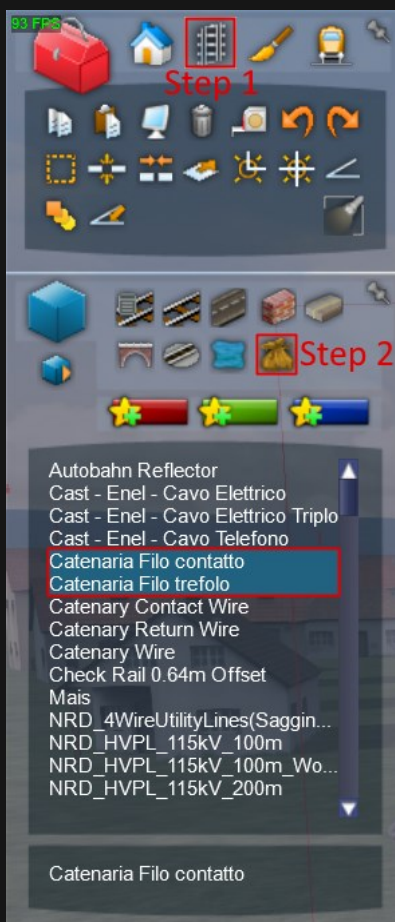 93 FPS
Step 1
Step 2
Autobahn Reflector
Cast - Enel - Cavo Elettrico
Cast - Enel - Cavo Elettrico Triplo
Cast - Enel - Cavo Telefono
Catenaria Filo contatto
Catenaria Filo trefolo
Catenary Contact Wire
Catenary Return Wire
Catenary Wire
Check Rail 0.64m Offset
Mais
NRD_4WireUtilityLines(Saggin...
NRD_HVPL_115kV_100m
NRD_HVPL_115kV_100m_Wo...
NRD_HVPL_115kV_200m
Catenaria Filo contatto